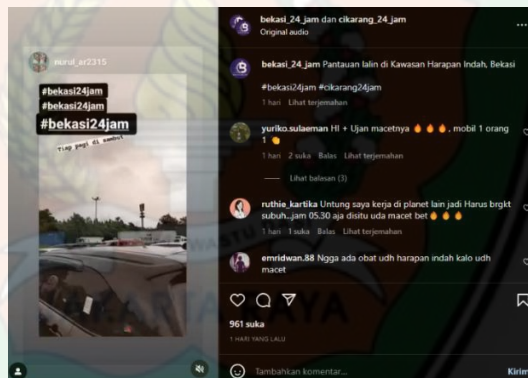 nurul_ar2315
#bekasi24jam
#bekasi24jam
#bekasi24jam
Tiap pagi di sambut
bekasi_24_jam dan cikarang_24_jam
Original audio
bekasi_24_jam Pantauan lalin di Kawasan Harapan Indah, Bekasi
#bekasi24jam #cikarang24jam
1 hari Lihat terjemahan
yuriko.sulaeman HI + Ujan macetnya 🔥🔥🔥, mobil 1 orang
1 👏
1 hari 2 suka Balas Lihat terjemahan
Lihat balasan (3)
ruthie_kartika Untung saya kerja di planet lain jadi Harus brgkt
subuh...jam 05.30 aja disitu uda macet bet🔥🔥🔥
1 hari 1 suka Balas Lihat terjemahan
emridwan.88 Ngga ada obat udh harapan indah kalo udh
macet
961 suka
1 HARI YANG LALU
Tambahkan komentar...
Kirim